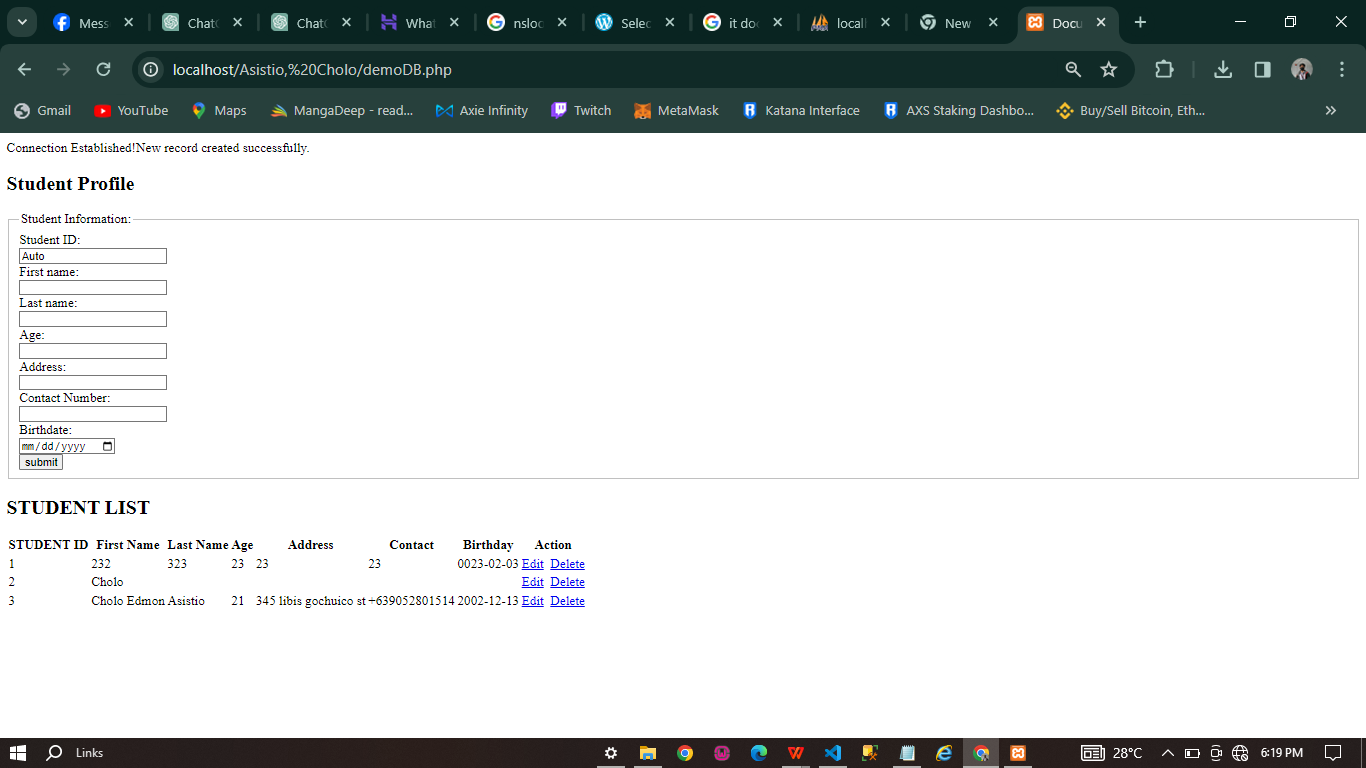 Mess
ChatG
ChatG
What
nsloo
Selec
it doe
locall
New
Docu
localhost/Asistio,%20Cholo/demoDB.php
Gmail YouTube Maps MangaDeep - read... Axie Infinity Twitch MetaMask Katana Interface AXS Staking Dashbo... Buy/Sell Bitcoin, Eth...
Connection Established!New record created successfully.
Student Profile
Student Information:
Student ID:
Auto
First name:
Last name:
Age:
Address:
Contact Number:
Birthdate:
mm/dd/yyyy
submit
STUDENT LIST
STUDENT ID First Name Last Name Age Address Contact Birthday Action
1 232 323 23 23 23 0023-02-03 Edit Delete
2 Cholo Edit Delete
3 Cholo Edmon Asistio 21 345 libis gochuico st +639052801514 2002-12-13 Edit Delete
Links 28°C 6:19 PM